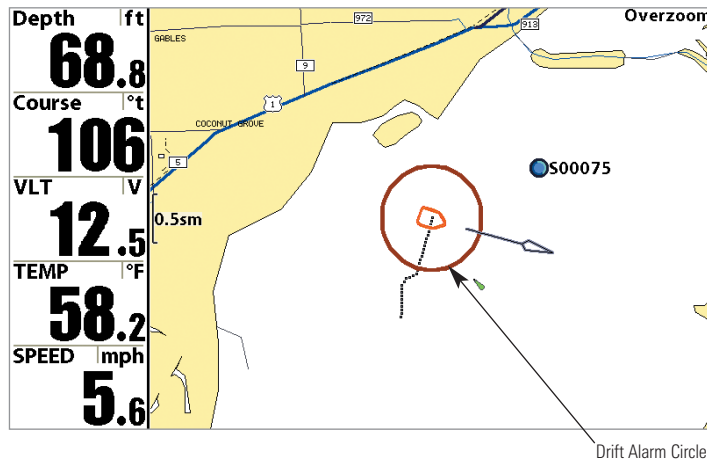 Depth ft
68.8
Course °t
106
VLT V
12.5
TEMP °F
58.2
SPEED mph
5.6
Overzoom
972
913
GABLES
9
1
COCONUT GROVE
5
S00075
0.5sm
Drift Alarm Circle